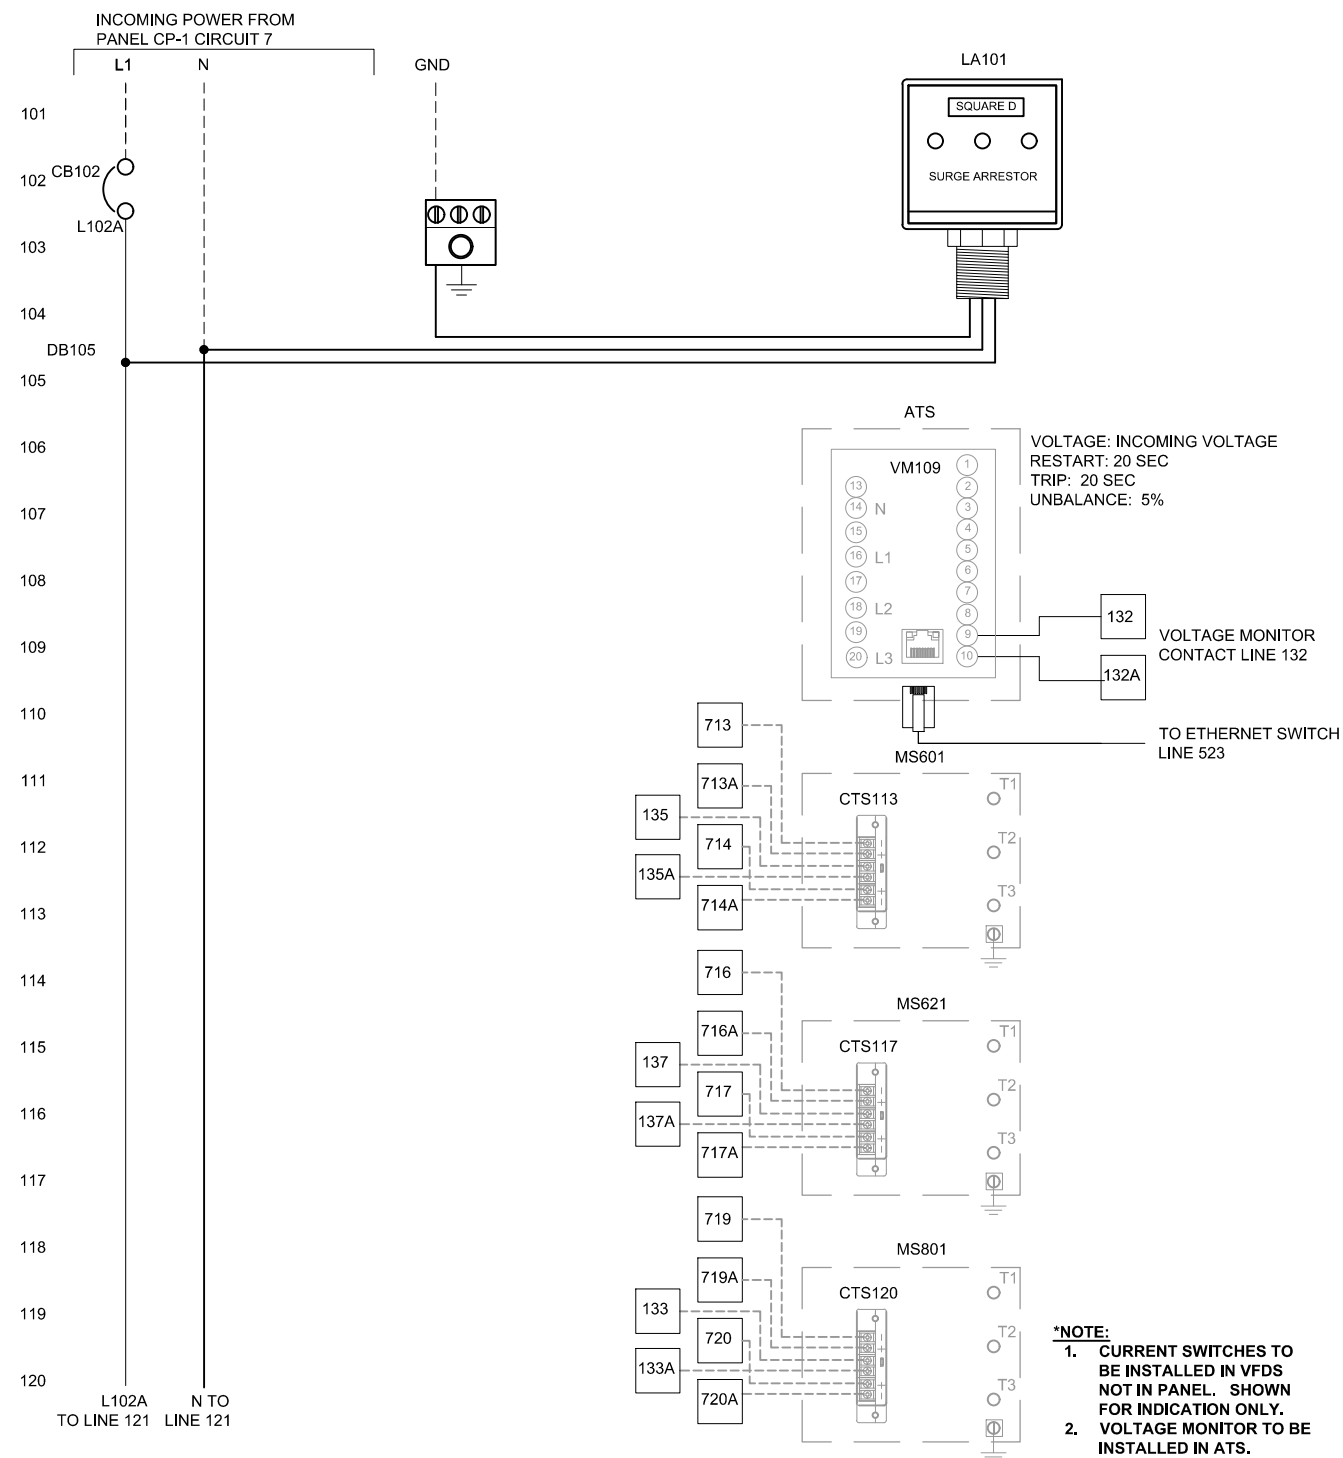 INCOMING POWER FROM
PANEL CP-1 CIRCUIT 7
L1
N
GND
LA101
SQUARE D
SURGE ARRESTOR
101
CB102
102
L102A
103
104
DB105
105
ATS
106
VM109
VOLTAGE: INCOMING VOLTAGE
RESTART: 20 SEC
TRIP: 20 SEC
UNBALANCE: 5%
1
13
2
14
N
3
107
15
4
16
L1
5
6
108
17
7
18
L2
8
132
19
9
109
20
L3
10
VOLTAGE MONITOR
CONTACT LINE 132
132A
110
713
TO ETHERNET SWITCH
LINE 523
MS601
111
713A
CTS113
T1
135
112
714
T2
135A
T3
113
714A
-
+
+
-
114
716
MS621
716A
T1
115
CTS117
137
717
T2
116
137A
T3
717A
-
+
+
-
117
719
118
MS801
719A
T1
119
133
CTS120
720
T2
133A
T3
120
720A
-
+
+
-
L102A
TO LINE 121
N TO
LINE 121
*NOTE:
1. CURRENT SWITCHES TO
BE INSTALLED IN VFDS
NOT IN PANEL. SHOWN
FOR INDICATION ONLY.
2. VOLTAGE MONITOR TO BE
INSTALLED IN ATS.